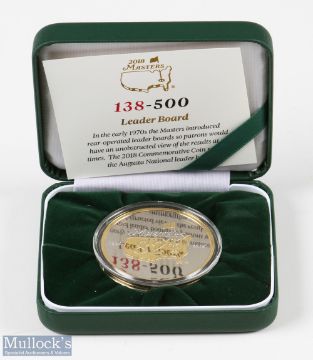 2018
MASTERS
138-500
Leader Board
In the early 1970s the Masters introduced
rear-operated leader boards so patrons would
have an unobstructed view of the results at
times. The 2018 Commemorative Coin
the Augusta National leader
138-500
Mullock's
Specialist Auctioneers & Valuers